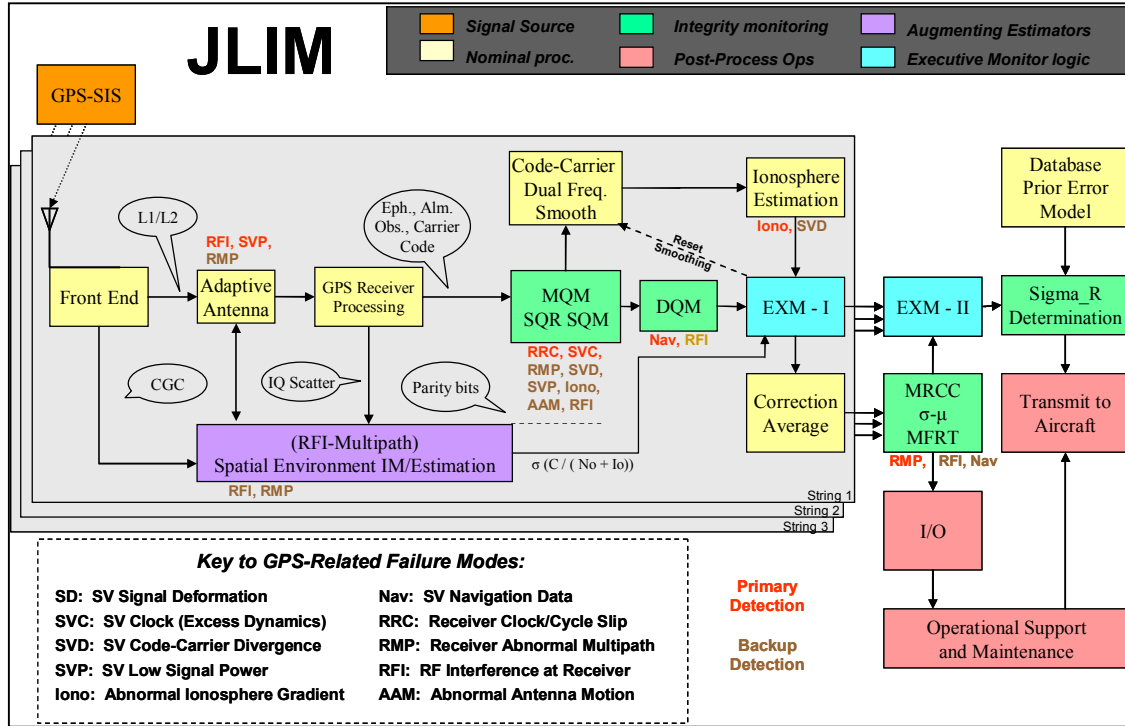 JLIM
Signal Source
Nominal proc.
Integrity monitoring
Post-Process Ops
Augmenting Estimators
Executive Monitor logic
GPS-SIS
L1/L2
RFI, SVP,
RMP
Eph., Alm.
Obs., Carrier
Code
Code-Carrier
Dual Freq.
Smooth
Ionosphere
Estimation
Iono, SVD
Reset
Smoothing
Database
Prior Error
Model
Front End
Adaptive
Antenna
GPS Receiver
Processing
MQM
SQR SQM
RRC, SVC,
RMP, SVD,
SVP, Iono,
AAM, RFI
DQM
Nav, RFI
EXM - I
EXM - II
Sigma_R
Determination
CGC
IQ Scatter
Parity bits
(RFI-Multipath)
Spatial Environment IM/Estimation
RFI, RMP
σ (C / ( No + Io))
Correction
Average
MRCC
σ-μ
MFRT
RMP, RFI, Nav
Transmit to
Aircraft
String 1
String 2
String 3
I/O
Operational Support
and Maintenance
Key to GPS-Related Failure Modes:
SD: SV Signal Deformation
SVC: SV Clock (Excess Dynamics)
SVD: SV Code-Carrier Divergence
SVP: SV Low Signal Power
Iono: Abnormal Ionosphere Gradient
Nav: SV Navigation Data
RRC: Receiver Clock/Cycle Slip
RMP: Receiver Abnormal Multipath
RFI: RF Interference at Receiver
AAM: Abnormal Antenna Motion
Primary
Detection
Backup
Detection